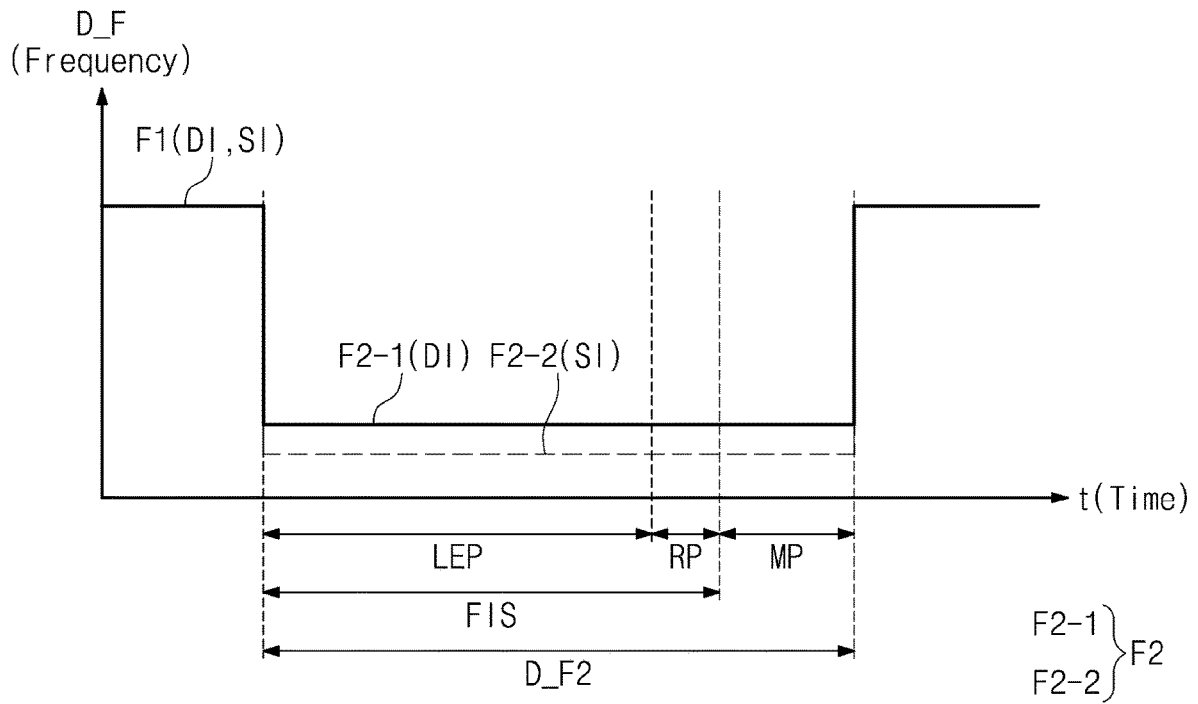 D_F
(Frequency)
F1(DI,SI)
F2-1(DI) F2-2(SI)
t(Time)
LEP
RP
MP
FIS
D_F2
F2-1
F2-2
F2